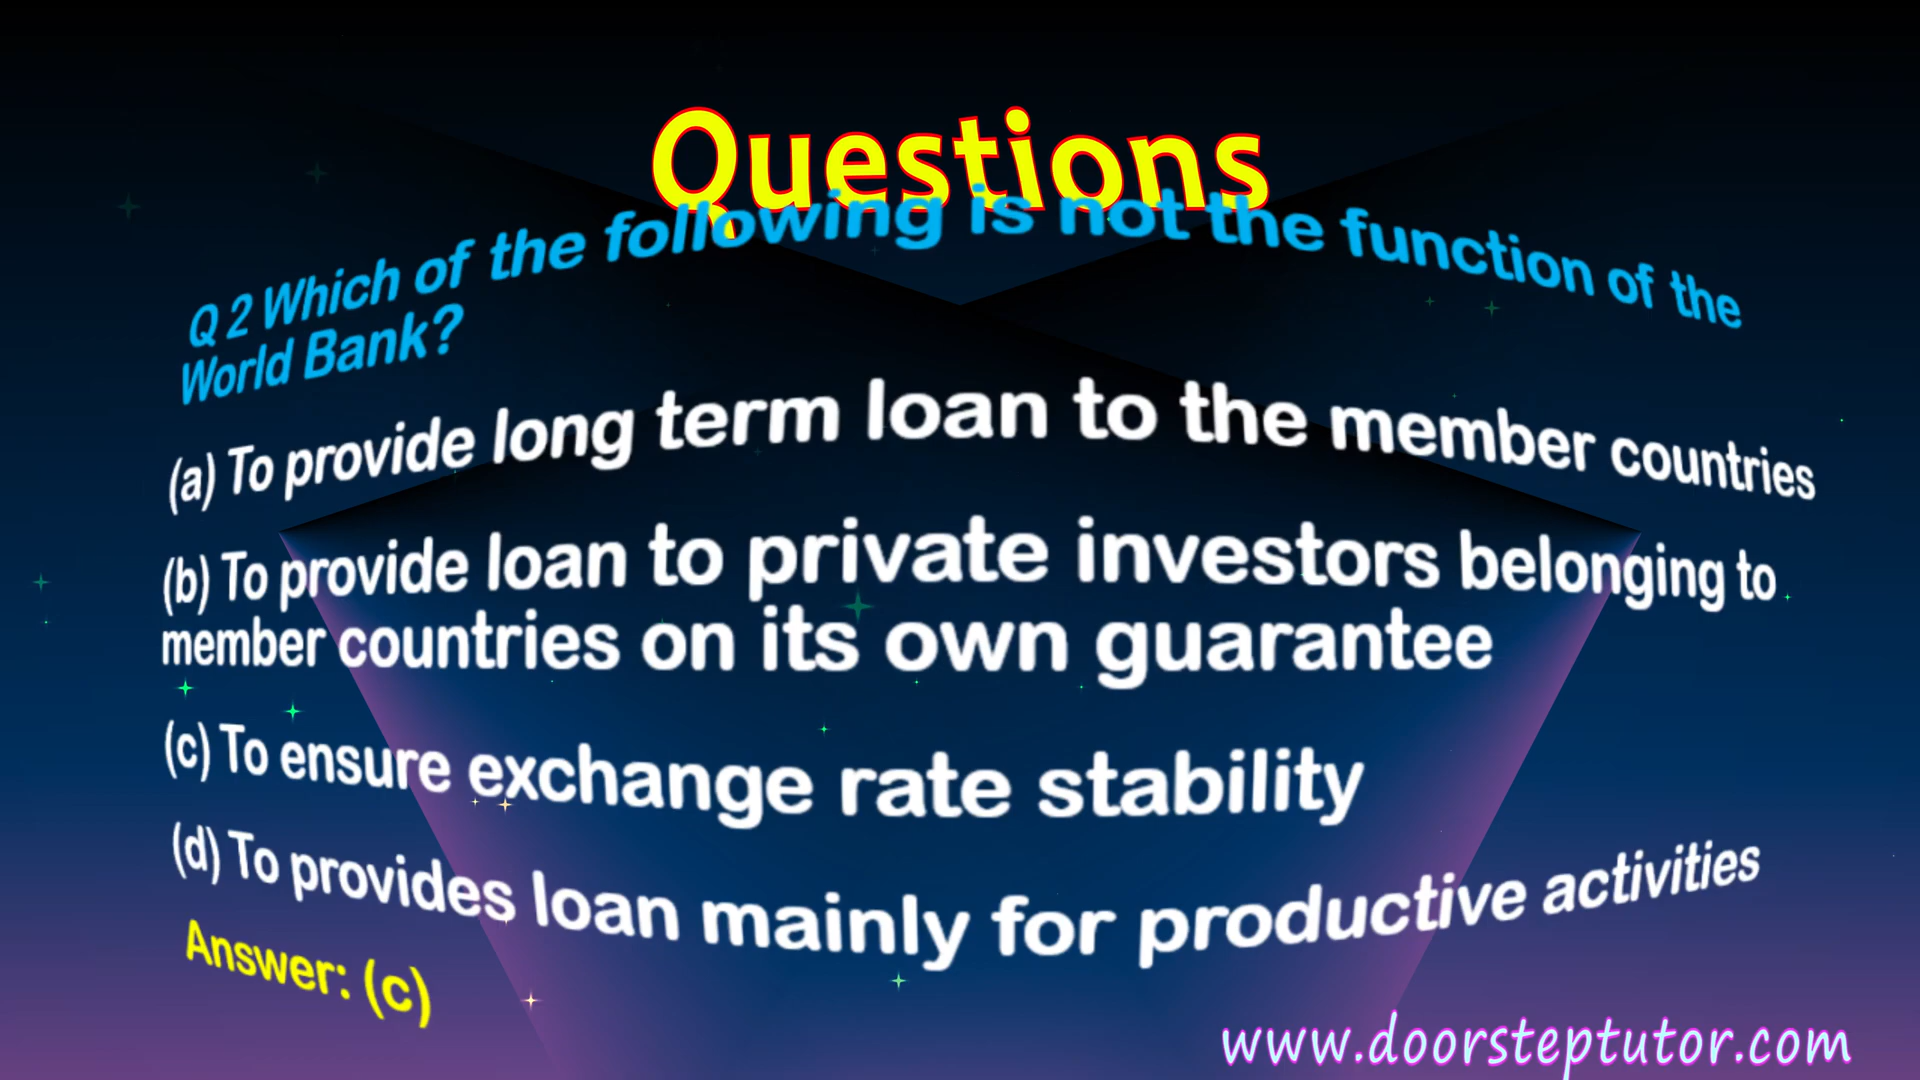 Questions
Q 2 Which of the following is not the function of the
World Bank?
(a) To provide long term loan to the member countries
(b) To provide loan to private investors belonging to
member countries on its own guarantee
(c) To ensure exchange rate stability
(d) To provides loan mainly for productive activities
Answer: (c)
www.doorsteptutor.com